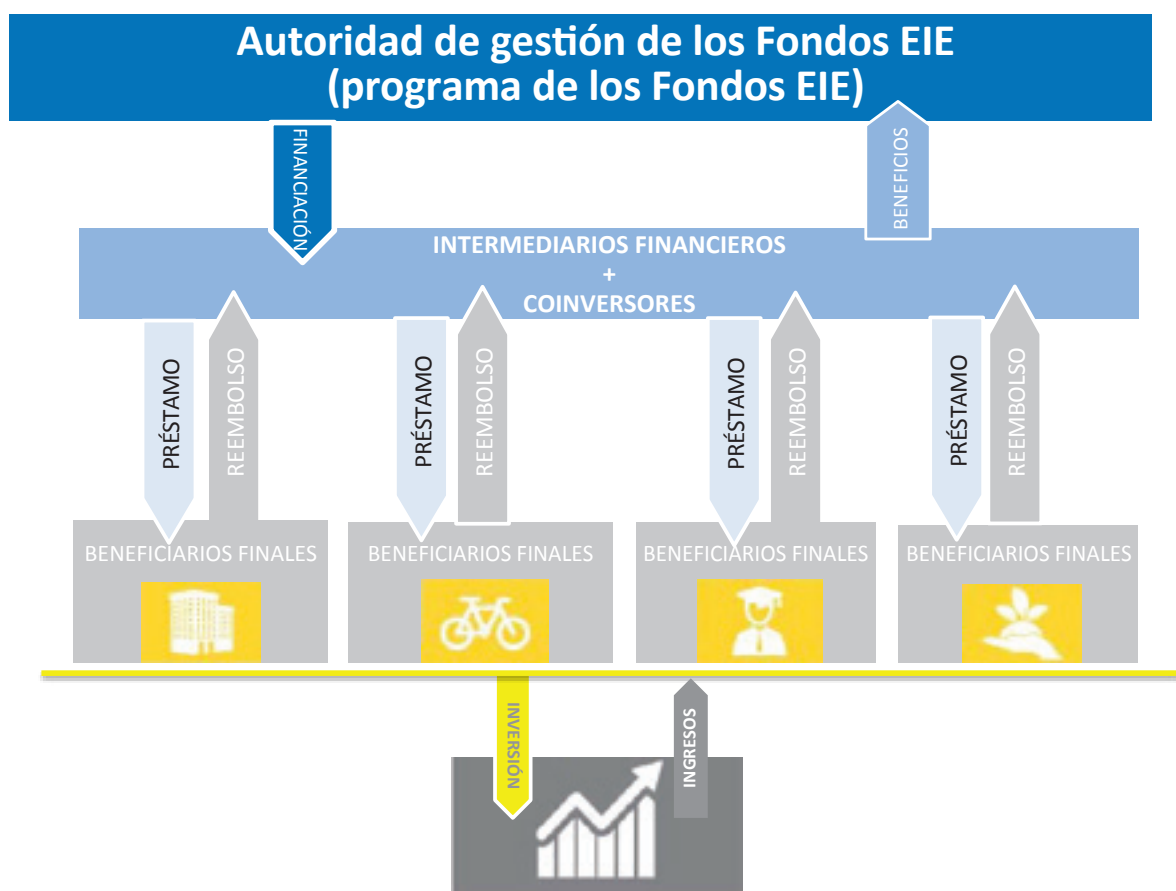 Autoridad de gestión de los Fondos EIE
(programa de los Fondos EIE)
FINANCIACIÓN
BENEFICIOS
INTERMEDIARIOS FINANCIEROS
+
COINVERSORES
PRÉSTAMO
REEMBOLSO
PRÉSTAMO
REEMBOLSO
PRÉSTAMO
REEMBOLSO
PRÉSTAMO
REEMBOLSO
BENEFICIARIOS FINALES
BENEFICIARIOS FINALES
BENEFICIARIOS FINALES
BENEFICIARIOS FINALES
INVERSIÓN
INGRESOS